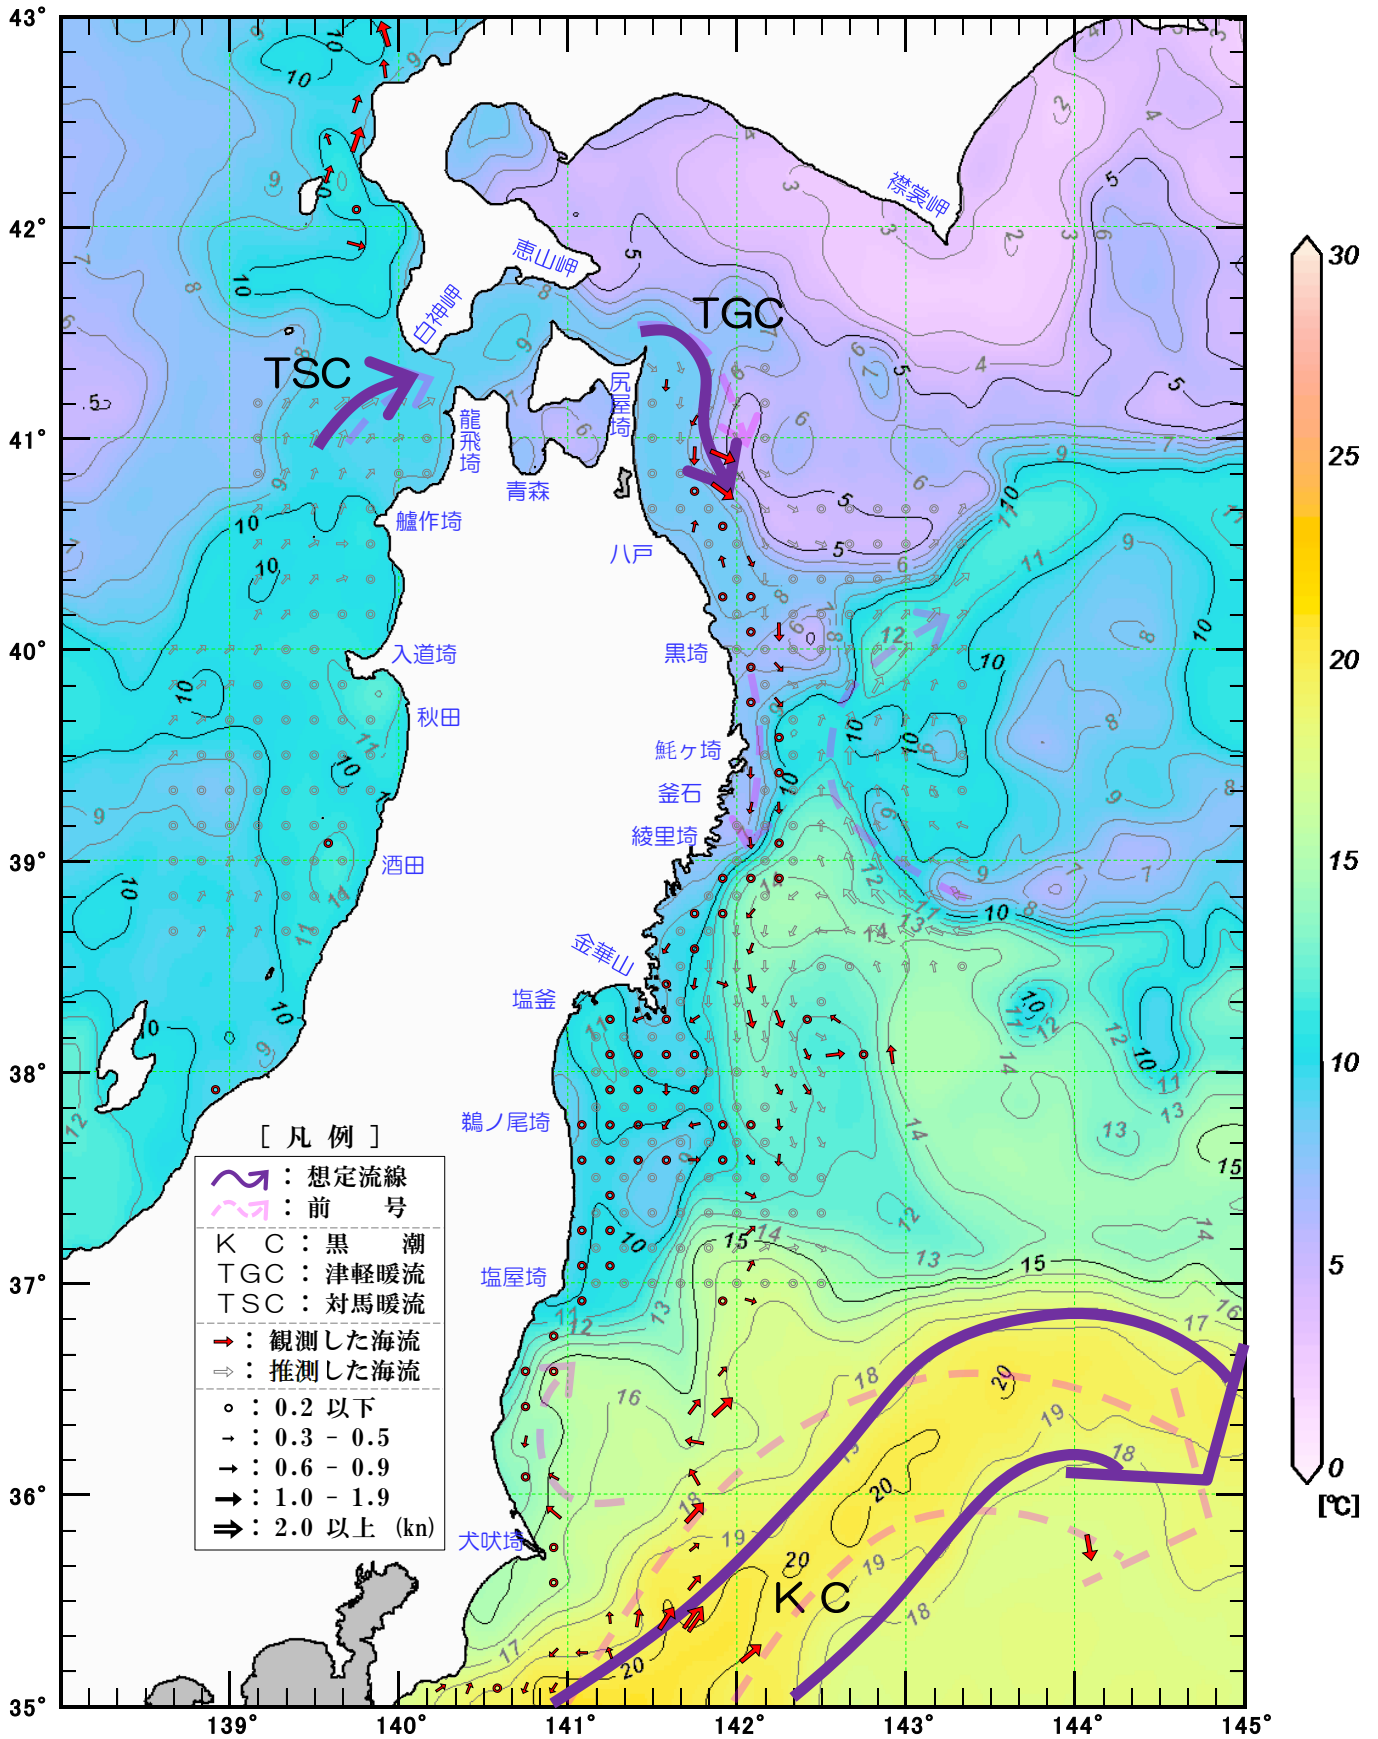 43°
42°
41°
40°
39°
38°
37°
36°
35°
139°
140°
141°
142°
143°
144°
145°
襟裳岬
恵山岬
白神岬
TGC
TSC
尻屋埼
龍飛埼
青森
艫作埼
八戸
入道埼
黒埼
秋田
魹ヶ埼
釜石
綾里埼
酒田
金華山
塩釜
鵜ノ尾埼
塩屋埼
犬吠埼
KC
[ 凡 例 ]
: 想定流線
: 前 号
K C : 黒 潮
TGC : 津軽暖流
TSC : 対馬暖流
: 観測した海流
: 推測した海流
: 0.2 以下
: 0.3 - 0.5
: 0.6 - 0.9
: 1.0 - 1.9
: 2.0 以上 (kn)
30
25
20
15
10
5
0
[℃]